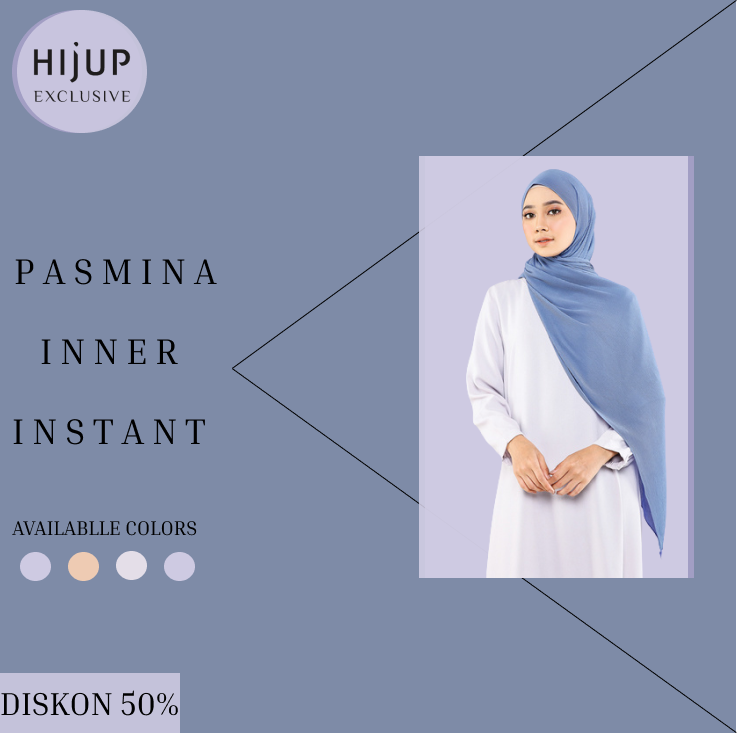 HIJUP
EXCLUSIVE
PASMINA
INNER
INSTANT
AVAILABLLE COLORS
DISKON 50%